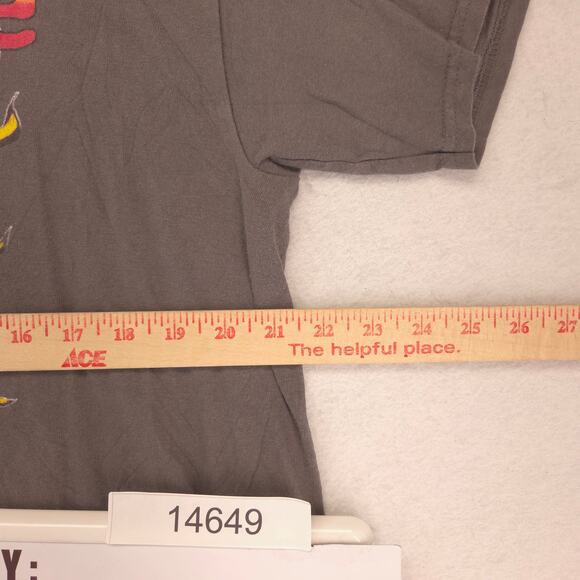 16 17 18 19 20 21 22 23 24 25 26 27
ACE The helpful place.
14649
Y: